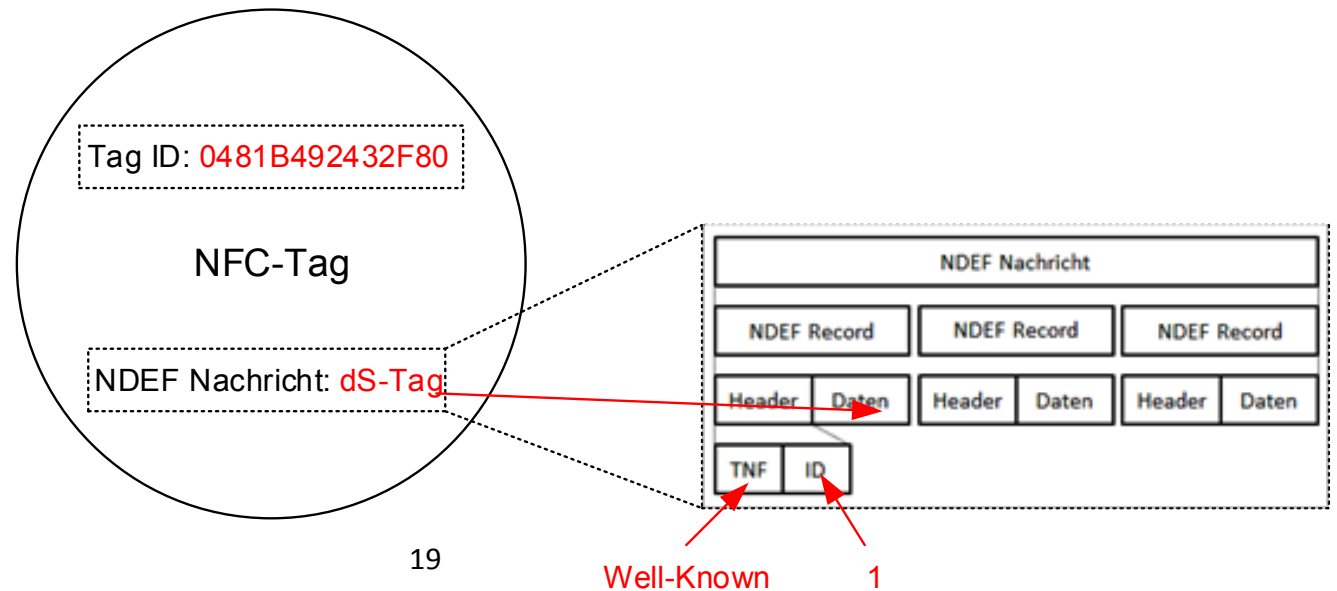 Tag ID: 0481B492432F80
NFC-Tag
NDEF Nachricht: dS-Tag
NDEF Nachricht
NDEF Record NDEF Record NDEF Record
Header Daten Header Daten Header Daten
TNF ID
19
Well-Known 1